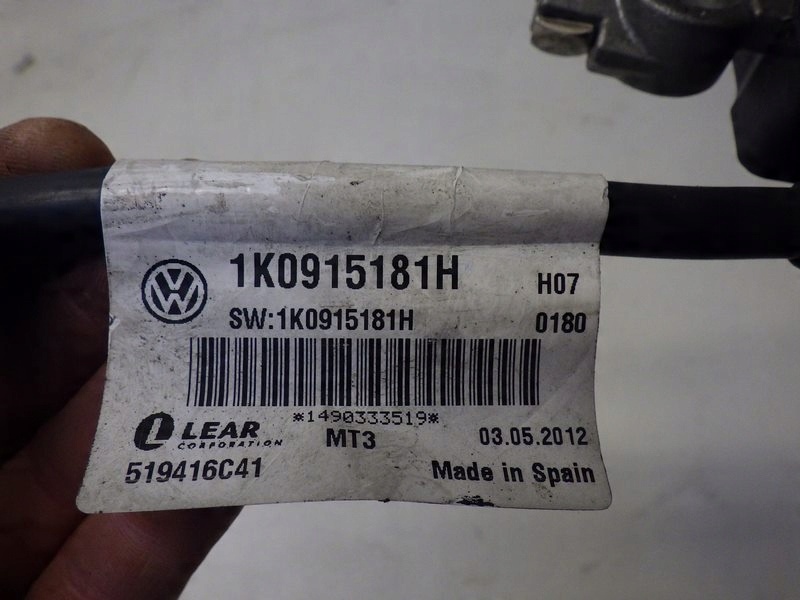 1K0915181H H07
SW:1K0915181H 0180
*1490333519*
LEAR MT3 03.05.2012
CORPORATION
519416C41 Made in Spain